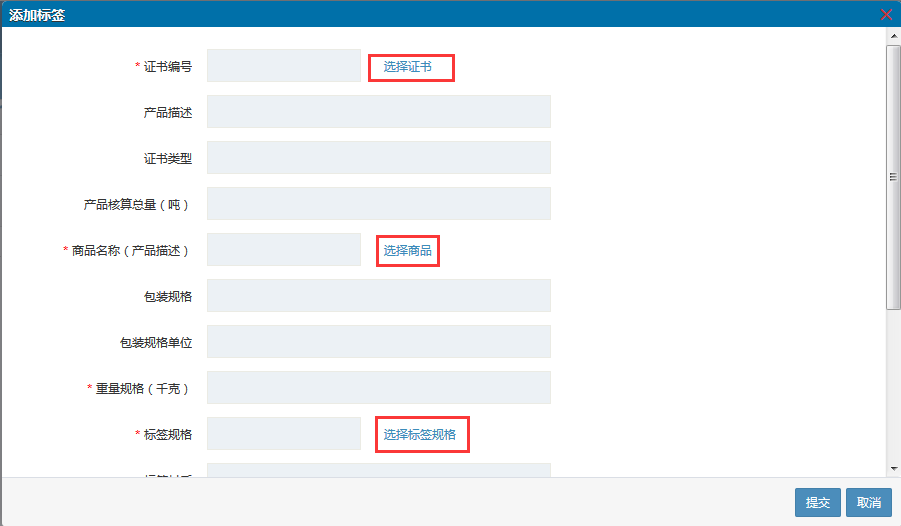 添加标签
* 证书编号 选择证书
产品描述
证书类型
产品核算总量（吨）
* 商品名称（产品描述） 选择商品
包装规格
包装规格单位
* 重量规格（千克）
* 标签规格 选择标签规格
提交 取消